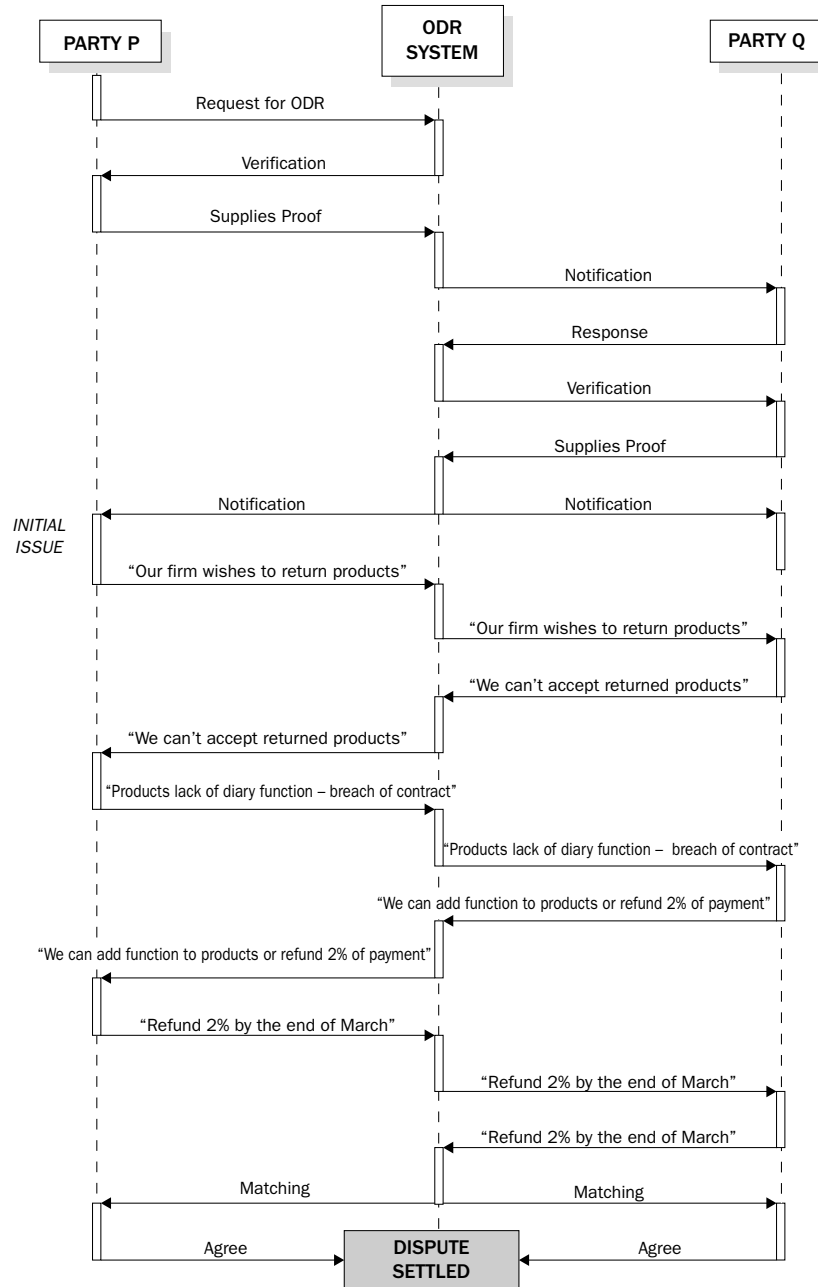 PARTY P
ODR
SYSTEM
PARTY Q
Request for ODR
Verification
Supplies Proof
Notification
Response
Verification
Supplies Proof
Notification
Notification
INITIAL
ISSUE
“Our firm wishes to return products”
“Our firm wishes to return products”
“We can’t accept returned products”
“We can’t accept returned products”
“Products lack of diary function – breach of contract”
“Products lack of diary function – breach of contract”
“We can add function to products or refund 2% of payment”
“We can add function to products or refund 2% of payment”
“Refund 2% by the end of March”
“Refund 2% by the end of March”
“Refund 2% by the end of March”
Matching
Matching
Agree
DISPUTE
SETTLED
Agree